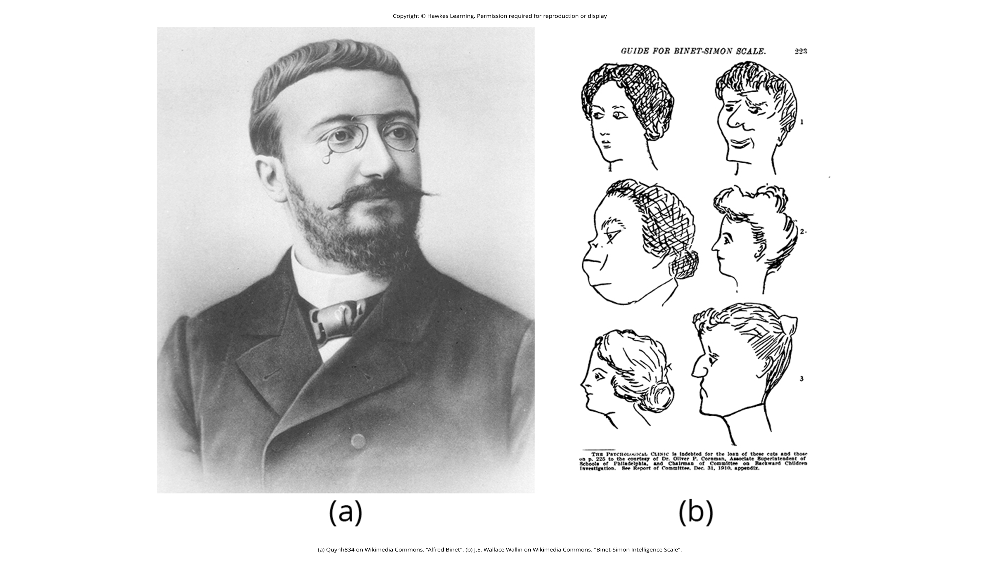 Copyright © Hawkes Learning. Permission required for reproduction or display
GUIDE FOR BINET-SIMON SCALE. 223
1
2.
3
THE PSYCHOLOGICAL CLINIC is indebted for the loan of these cuts and those
on p. 225 to the courtesy of Dr. Oliver P. Cornman, Associate Superintendent of
Schools of Philadelphia, and Chairman of Committee on Backward Children
Investigation. See Report of Committee, Dec. 31, 1910, appendix.
(a) (b)
(a) Quynh834 on Wikimedia Commons. "Alfred Binet". (b) J.E. Wallace Wallin on Wikimedia Commons. "Binet-Simon Intelligence Scale".